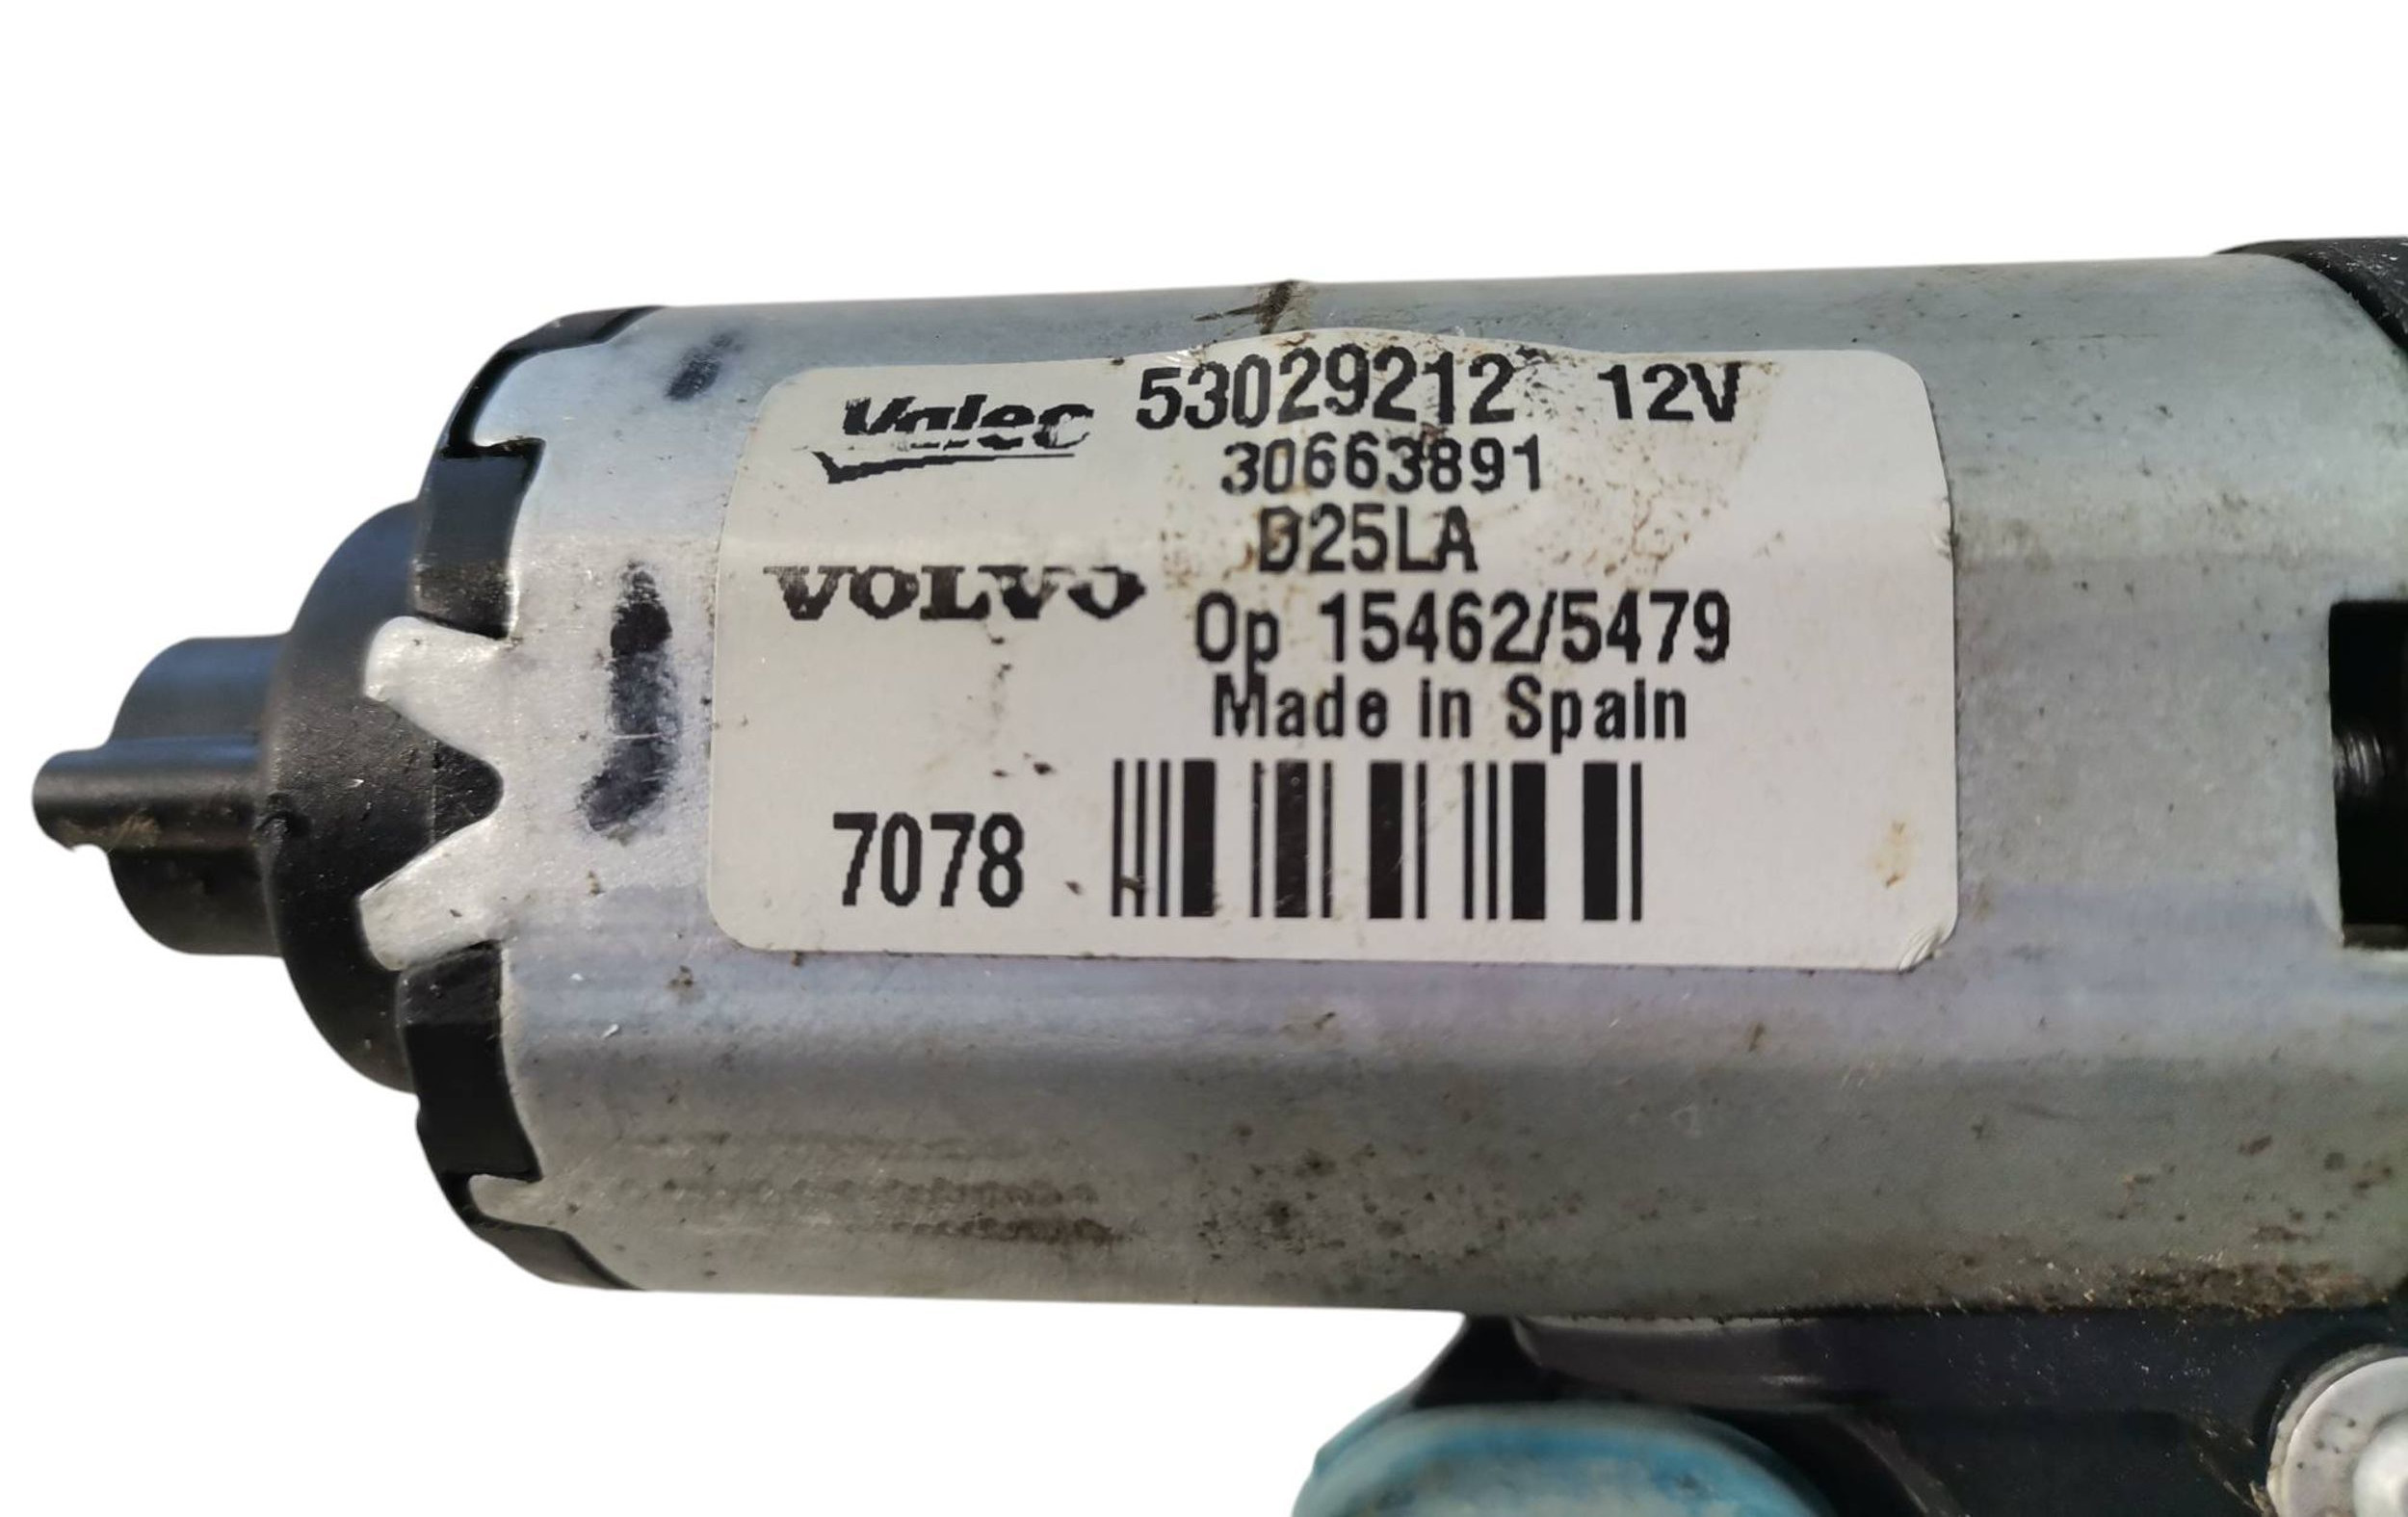 Valeo 53029212 12V
30663891
D25LA
VOLVO
Op 15462/5479
Made in Spain
7078